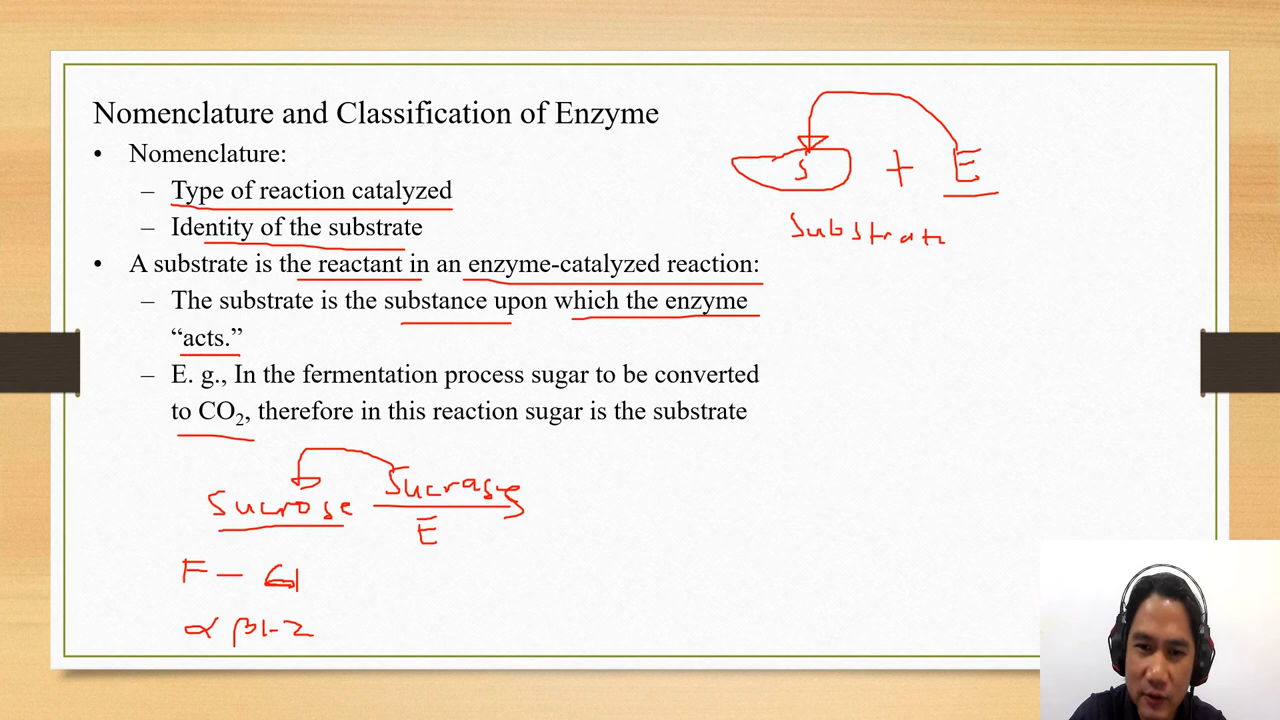 Nomenclature and Classification of Enzyme
• Nomenclature:
– Type of reaction catalyzed
– Identity of the substrate
• A substrate is the reactant in an enzyme-catalyzed reaction:
– The substrate is the substance upon which the enzyme
“acts.”
– E. g., In the fermentation process sugar to be converted
to CO₂, therefore in this reaction sugar is the substrate
S + E
Substrate
Sucrose Sucrase
E
F – Gl
α β1-2